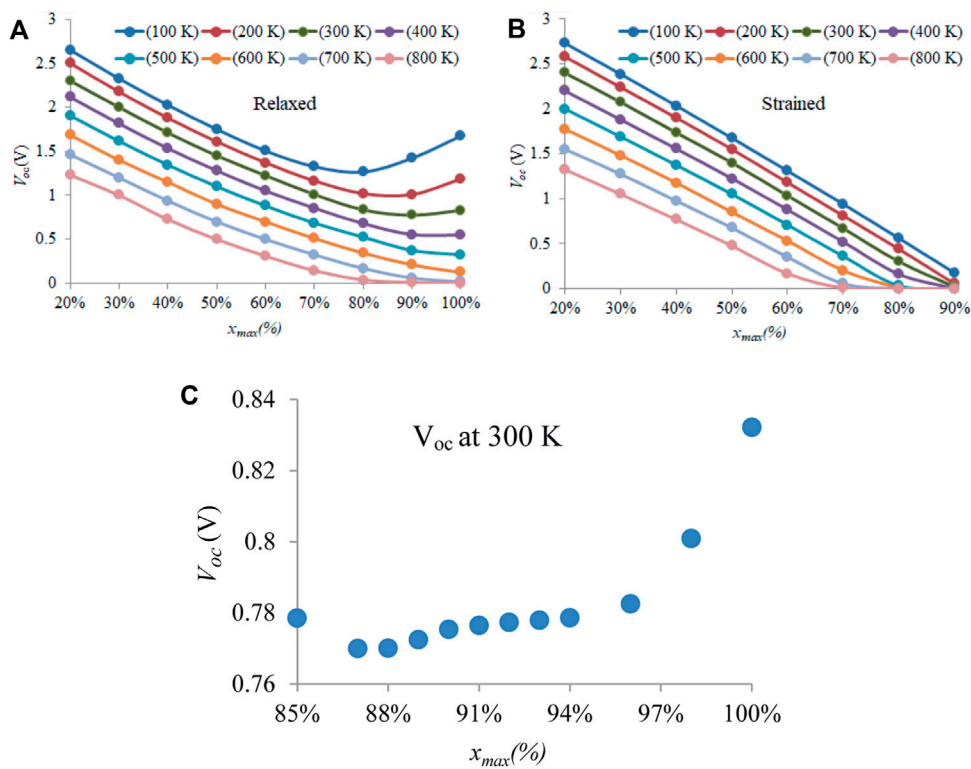 A
(100 K) (200 K) (300 K) (400 K)
(500 K) (600 K) (700 K) (800 K)
Relaxed
3
2.5
2
1.5
1
0.5
0
Voc(V)
20% 30% 40% 50% 60% 70% 80% 90% 100%
xmax(%)
B
(100 K) (200 K) (300 K) (400 K)
(500 K) (600 K) (700 K) (800 K)
Strained
3
2.5
2
1.5
1
0.5
0
Voc (V)
20% 30% 40% 50% 60% 70% 80% 90%
xmax(%)
C
Voc at 300 K
0.84
0.82
0.8
0.78
0.76
Voc (V)
85% 88% 91% 94% 97% 100%
xmax(%)